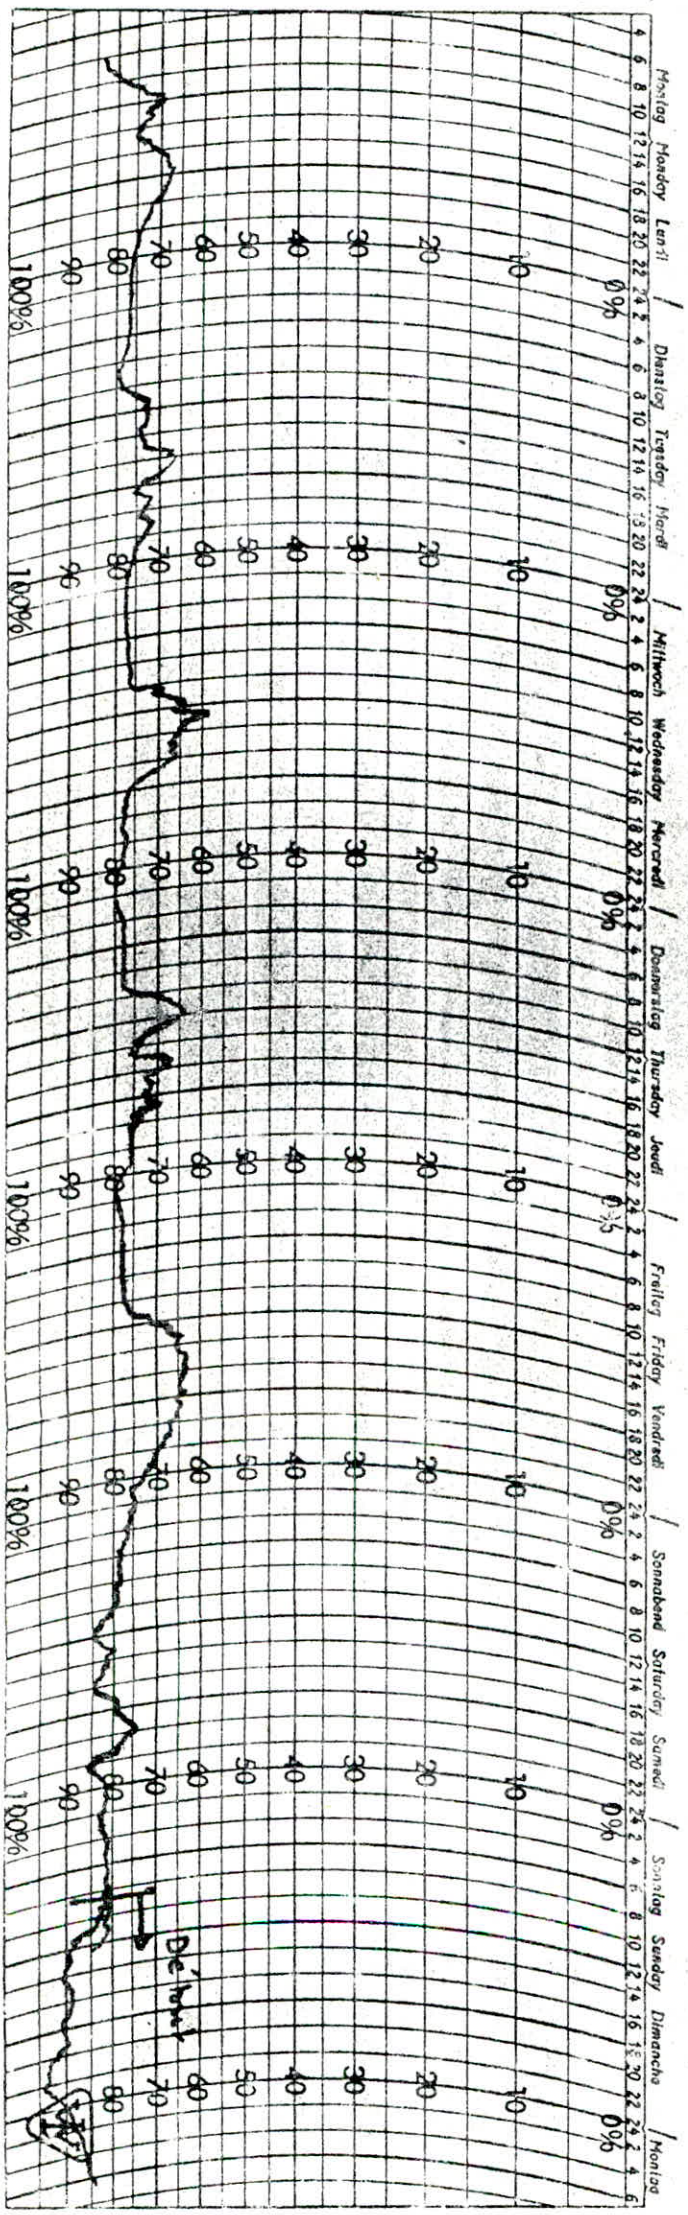 Montag Monday Lundi
4 6 8 10 12 14 16 18 20 22 24 2
Dienstag Tuesday Mardi
4 6 8 10 12 14 16 18 20 22 24 2
Mittwoch Wednesday Mercredi
4 6 8 10 12 14 16 18 20 22 24 2
Donnerstag Thursday Jeudi
4 6 8 10 12 14 16 18 20 22 24 2
Freitag Friday Vendredi
4 6 8 10 12 14 16 18 20 22 24 2
Sonnabend Saturday Samedi
4 6 8 10 12 14 16 18 20 22 24 2
Sonntag Sunday Dimanche
4 6 8 10 12 14 16 18 20 22 24 2
Montag
4 6
100% 90 80 70 60 50 40 30 20 10 0%
100% 90 80 70 60 50 40 30 20 10 0%
100% 90 80 70 60 50 40 30 20 10 0%
100% 90 80 70 60 50 40 30 20 10 0%
100% 90 80 70 60 50 40 30 20 10 0%
100% 90 80 70 60 50 40 30 20 10 0%
80 70 60 50 40 30 20 10 0%